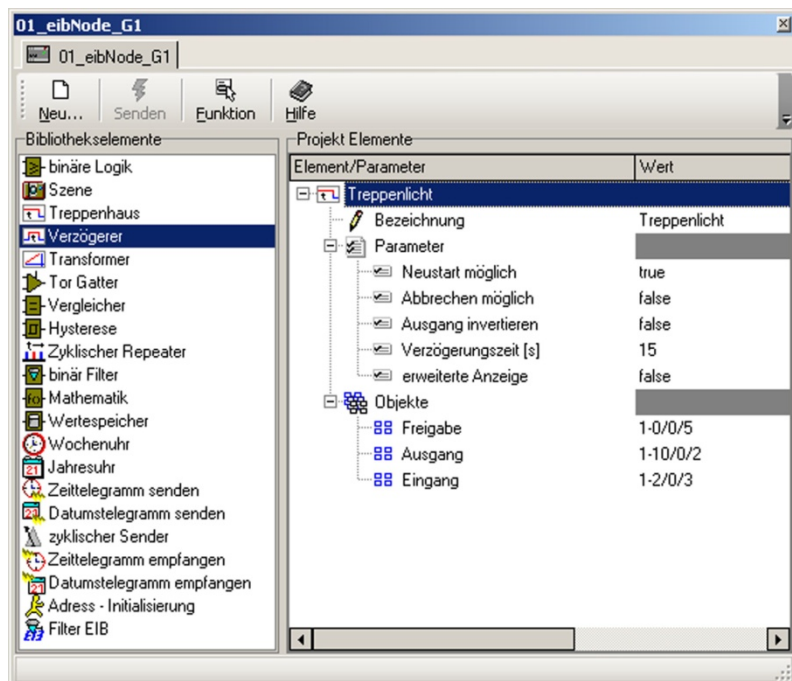 01_eibNode_G1
01_eibNode_G1
Neu... Senden Funktion Hilfe
Bibliothekselemente
binäre Logik
Szene
Treppenhaus
Verzögerer
Transformer
Tor Gatter
Vergleicher
Hysterese
Zyklischer Repeater
binär Filter
Mathematik
Wertespeicher
Wochenuhr
Jahresuhr
Zeittelegramm senden
Datumstelegramm senden
zyklischer Sender
Zeittelegramm empfangen
Datumstelegramm empfangen
Adress - Initialisierung
Filter EIB
Projekt Elemente
Element/Parameter Wert
Treppenlicht
Bezeichnung Treppenlicht
Parameter
Neustart möglich true
Abbrechen möglich false
Ausgang invertieren false
Verzögerungszeit [s] 15
erweiterte Anzeige false
Objekte
Freigabe 1-0/0/5
Ausgang 1-10/0/2
Eingang 1-2/0/3